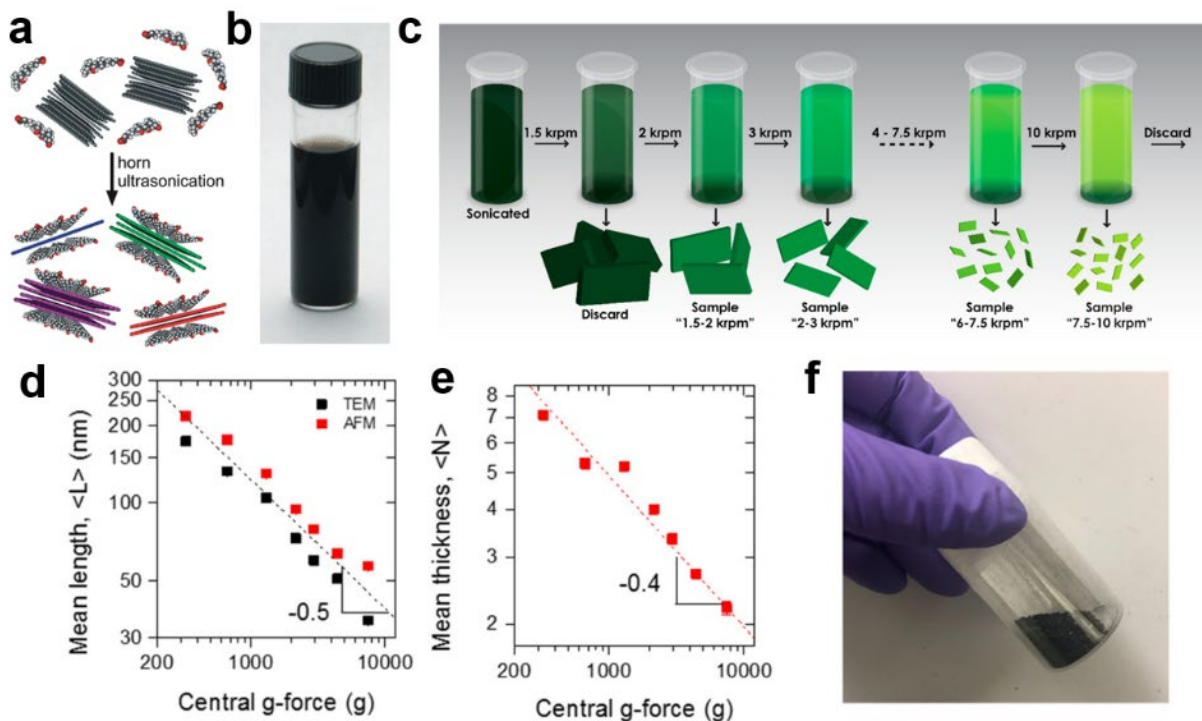 a
horn
ultrasonication
b
c
1.5 krpm
2 krpm
3 krpm
4 - 7.5 krpm
10 krpm
Discard
Sonicated
Discard
Sample
"1.5-2 krpm"
Sample
"2-3 krpm"
Sample
"6-7.5 krpm"
Sample
"7.5-10 krpm"
d
Mean length, <L> (nm)
300
250
200
150
100
50
30
TEM
AFM
-0.5
200
1000
10000
Central g-force (g)
e
Mean thickness, <N>
8
7
6
5
4
3
2
-0.4
200
1000
10000
Central g-force (g)
f